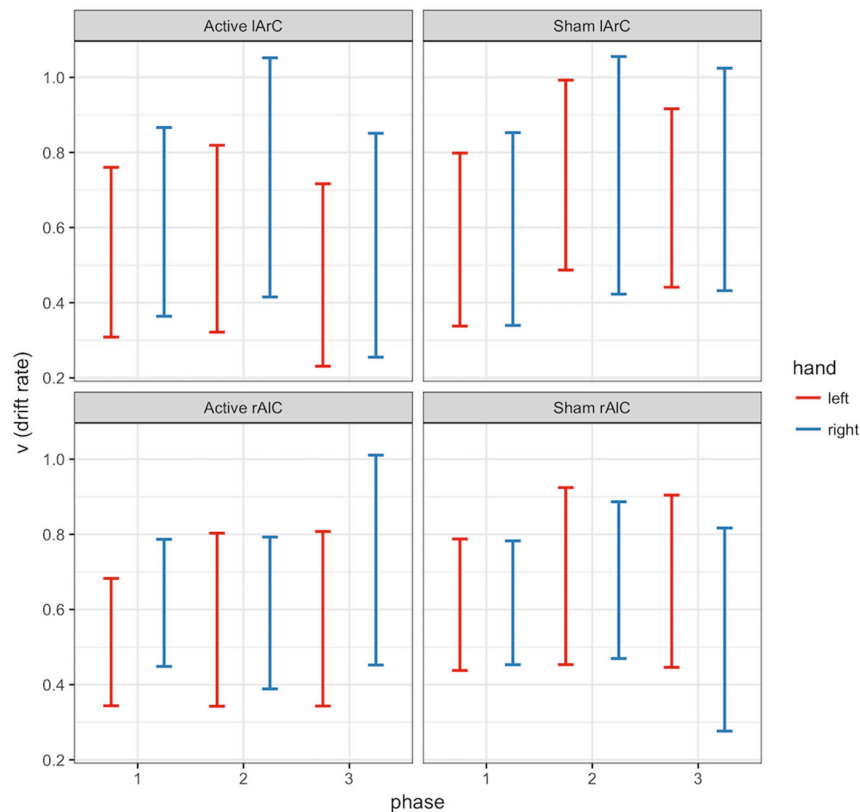 Active lArC
Sham lArC
1.0
0.8
0.6
0.4
0.2
Active rAIC
Sham rAIC
1.0
0.8
0.6
0.4
0.2
1
2
3
1
2
3
v (drift rate)
phase
hand
left
right